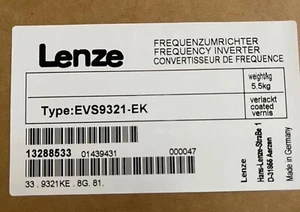 Lenze
FREQUENZUMRICHTER
FREQUENCY INVERTER
CONVERTISSEUR DE FREQUENCE
weight/kg
5.5kg
Type:EVS9321-EK
verlackt
coated
vernis
13288533 01439431 000047
33 . 9321KE . 8G. 81.
Lenze
Hans-Lenze-Straße 1
D-31855 Aerzen
Made in Germany